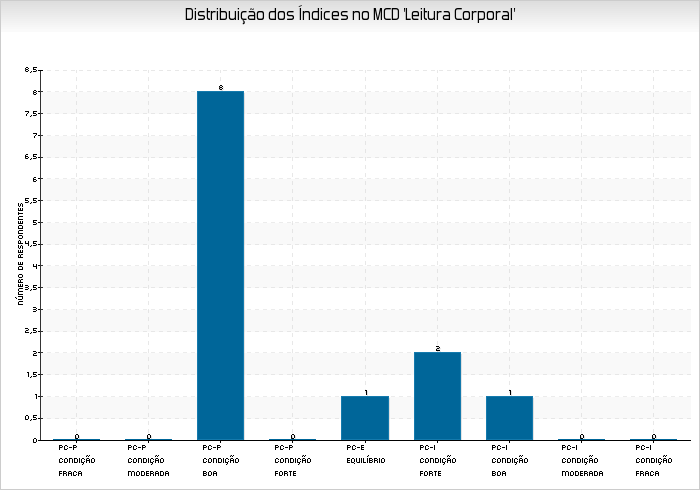 Distribuição dos Índices no MCD 'Leitura Corporal'
NÚMERO DE RESPONDENTES
8,5
8
7,5
7
6,5
6
5,5
5
4,5
4
3,5
3
2,5
2
1,5
1
0,5
0
0
0
8
0
1
2
1
0
0
PC-P
CONDIÇÃO
FRACA
PC-P
CONDIÇÃO
MODERADA
PC-P
CONDIÇÃO
BOA
PC-P
CONDIÇÃO
FORTE
PC-E
EQUILÍBRIO
PC-I
CONDIÇÃO
FORTE
PC-I
CONDIÇÃO
BOA
PC-I
CONDIÇÃO
MODERADA
PC-I
CONDIÇÃO
FRACA